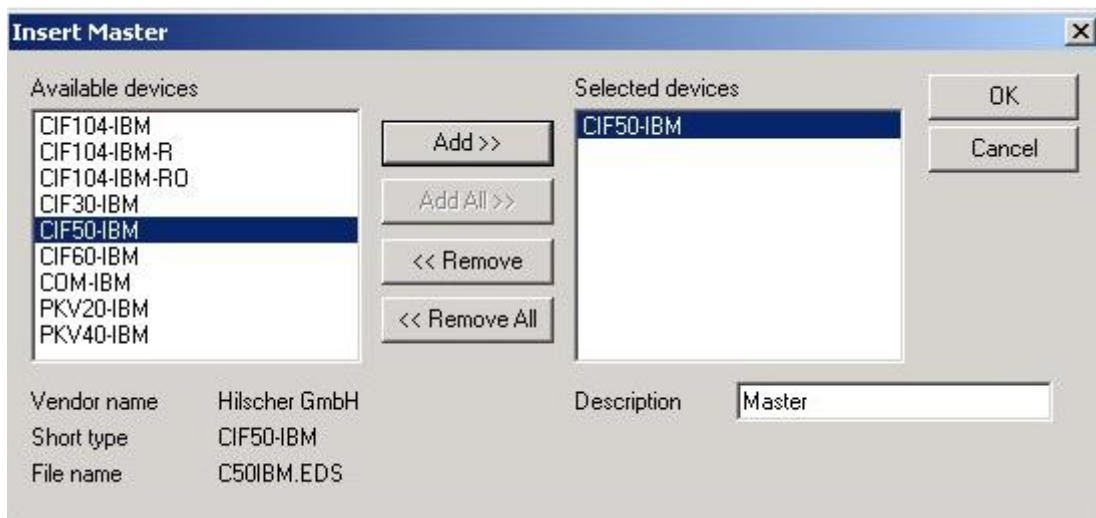 Insert Master
Available devices
CIF104-IBM
CIF104-IBM-R
CIF104-IBM-RO
CIF30-IBM
CIF50-IBM
CIF60-IBM
COM-IBM
PKV20-IBM
PKV40-IBM
Add >>
Add All >>
<< Remove
<< Remove All
Selected devices
CIF50-IBM
OK
Cancel
Vendor name Hilscher GmbH
Short type CIF50-IBM
File name C50IBM.EDS
Description Master